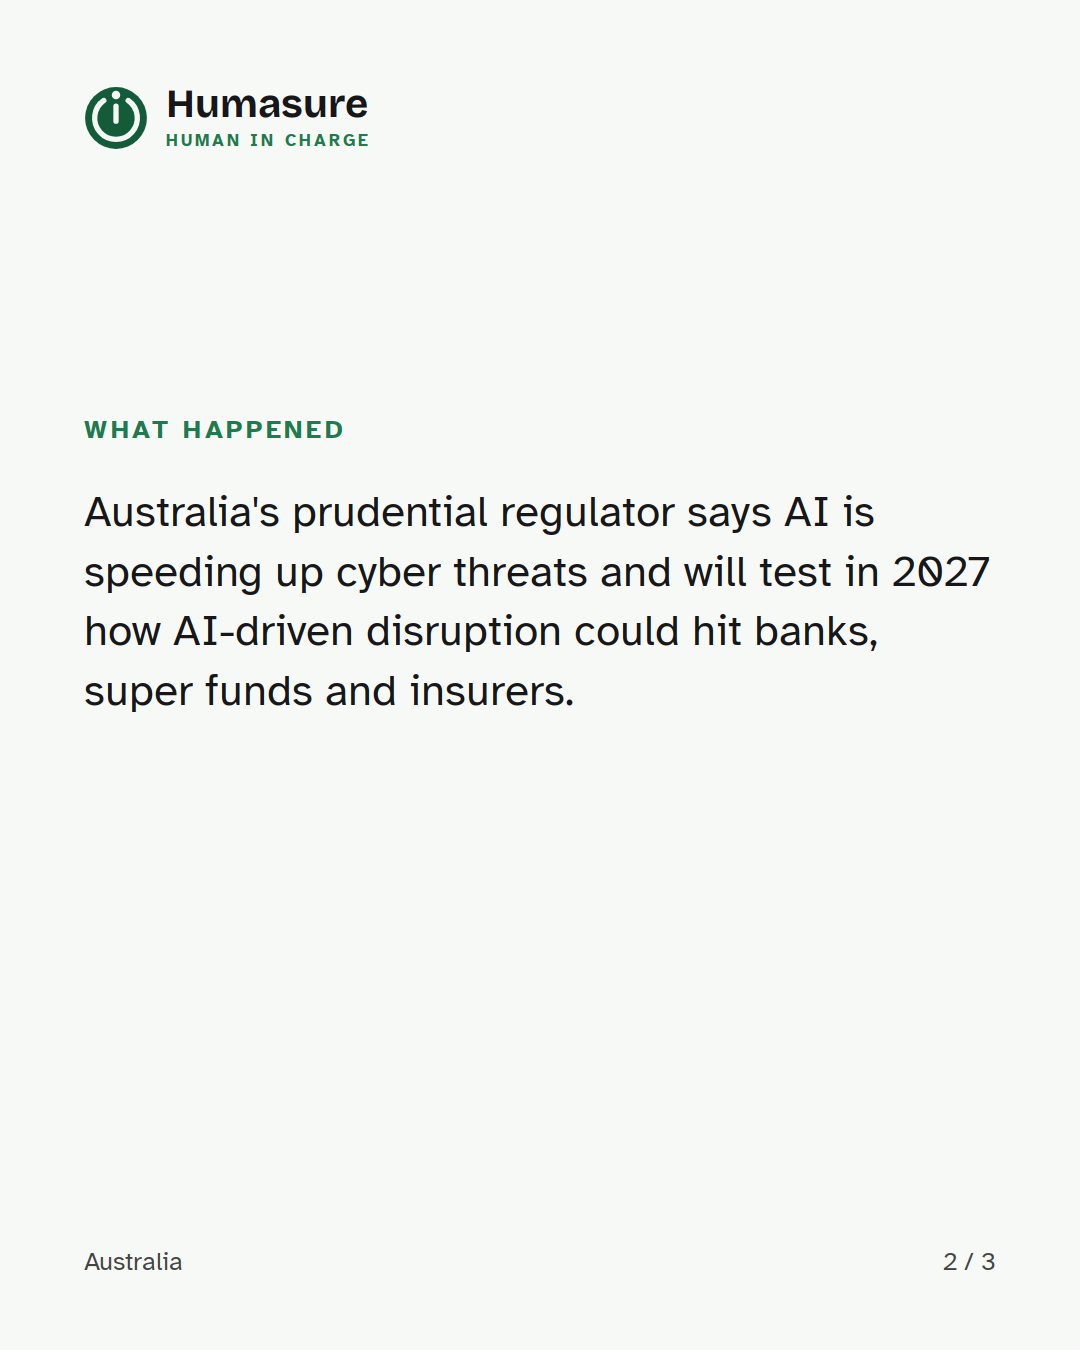 Humasure
HUMAN IN CHARGE
WHAT HAPPENED
Australia's prudential regulator says AI is
speeding up cyber threats and will test in 2027
how AI-driven disruption could hit banks,
super funds and insurers.
Australia
2 / 3